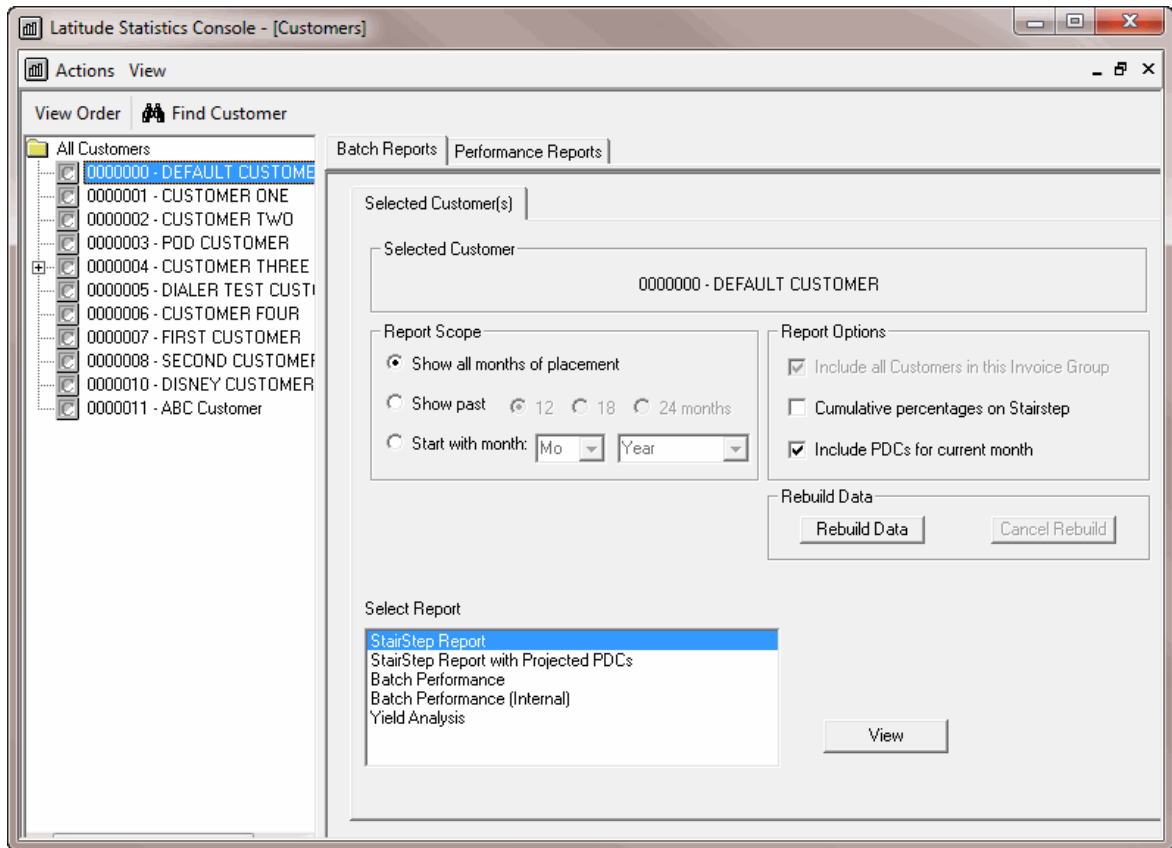 Latitude Statistics Console - [Customers]
Actions View
View Order Find Customer
All Customers
0000000 - DEFAULT CUSTOME
0000001 - CUSTOMER ONE
0000002 - CUSTOMER TWO
0000003 - POD CUSTOMER
0000004 - CUSTOMER THREE
0000005 - DIALER TEST CUST
0000006 - CUSTOMER FOUR
0000007 - FIRST CUSTOMER
0000008 - SECOND CUSTOMER
0000010 - DISNEY CUSTOMER
0000011 - ABC Customer
Batch Reports Performance Reports
Selected Customer(s)
Selected Customer
0000000 - DEFAULT CUSTOMER
Report Scope
Show all months of placement
Show past 12 18 24 months
Start with month: Mo Year
Report Options
Include all Customers in this Invoice Group
Cumulative percentages on Stairstep
Include PDCs for current month
Rebuild Data
Rebuild Data Cancel Rebuild
Select Report
StairStep Report
StairStep Report with Projected PDCs
Batch Performance
Batch Performance (Internal)
Yield Analysis
View